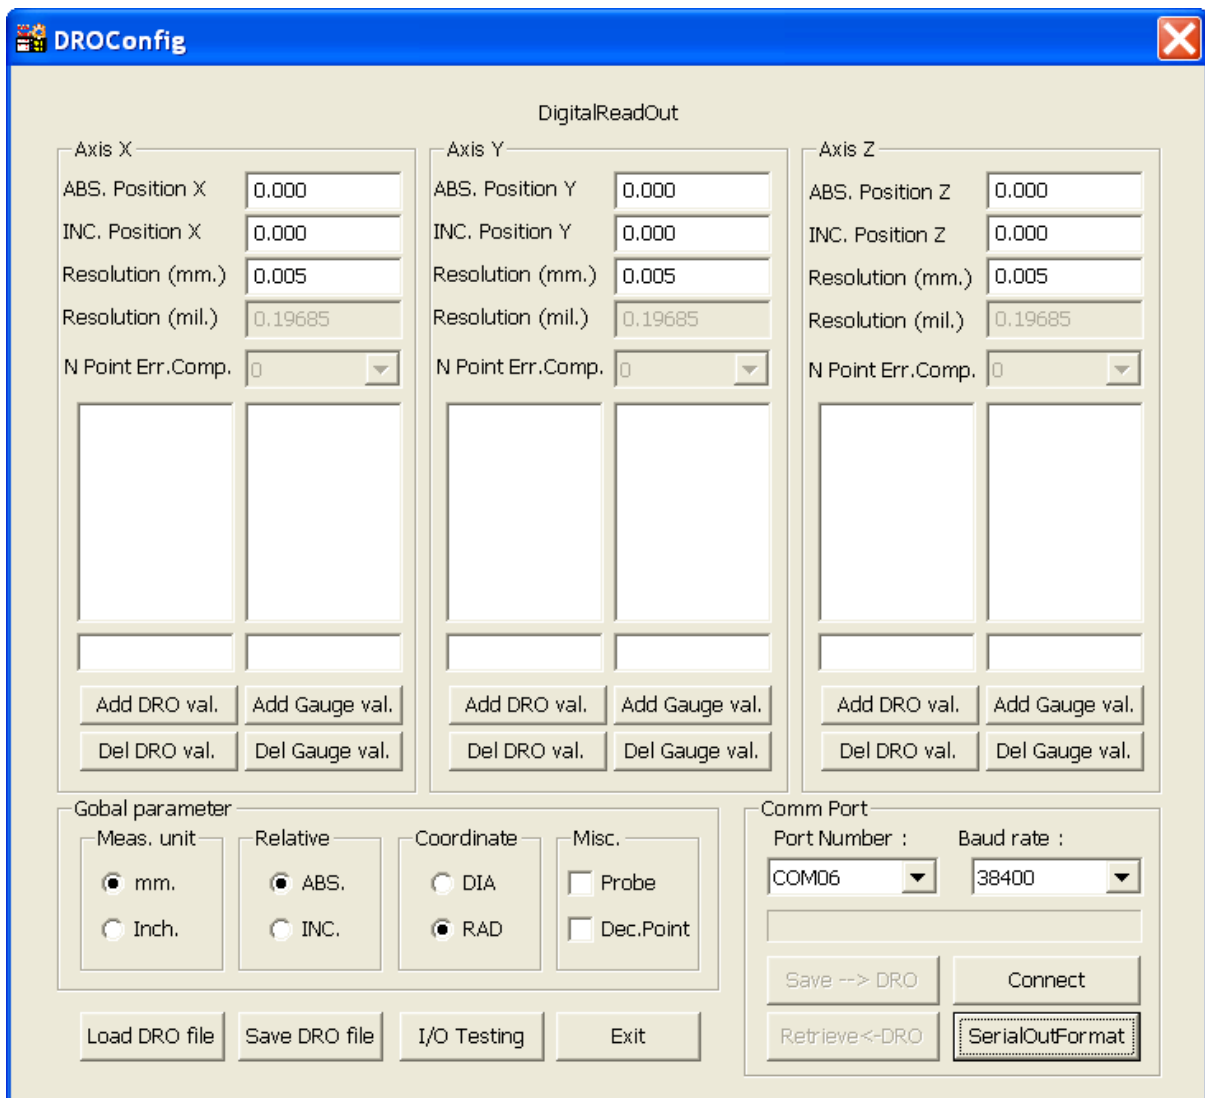 DROConfig
DigitalReadOut
Axis X
ABS. Position X 0.000
INC. Position X 0.000
Resolution (mm.) 0.005
Resolution (mil.) 0.19685
N Point Err.Comp. 0
Add DRO val. Add Gauge val.
Del DRO val. Del Gauge val.
Axis Y
ABS. Position Y 0.000
INC. Position Y 0.000
Resolution (mm.) 0.005
Resolution (mil.) 0.19685
N Point Err.Comp. 0
Add DRO val. Add Gauge val.
Del DRO val. Del Gauge val.
Axis Z
ABS. Position Z 0.000
INC. Position Z 0.000
Resolution (mm.) 0.005
Resolution (mil.) 0.19685
N Point Err.Comp. 0
Add DRO val. Add Gauge val.
Del DRO val. Del Gauge val.
Gobal parameter
Meas. unit
mm.
Inch.
Relative
ABS.
INC.
Coordinate
DIA
RAD
Misc.
Probe
Dec.Point
Comm Port
Port Number : Baud rate :
COM06 38400
Save --> DRO Connect
Retrieve<-DRO SerialOutFormat
Load DRO file Save DRO file I/O Testing Exit